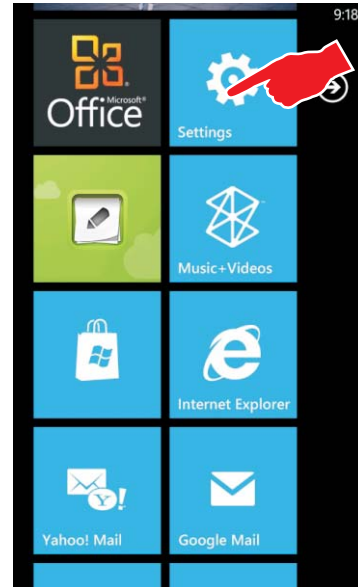 9:18
Microsoft®
Office
Settings
Music+Videos
Internet Explorer
Yahoo! Mail
Google Mail